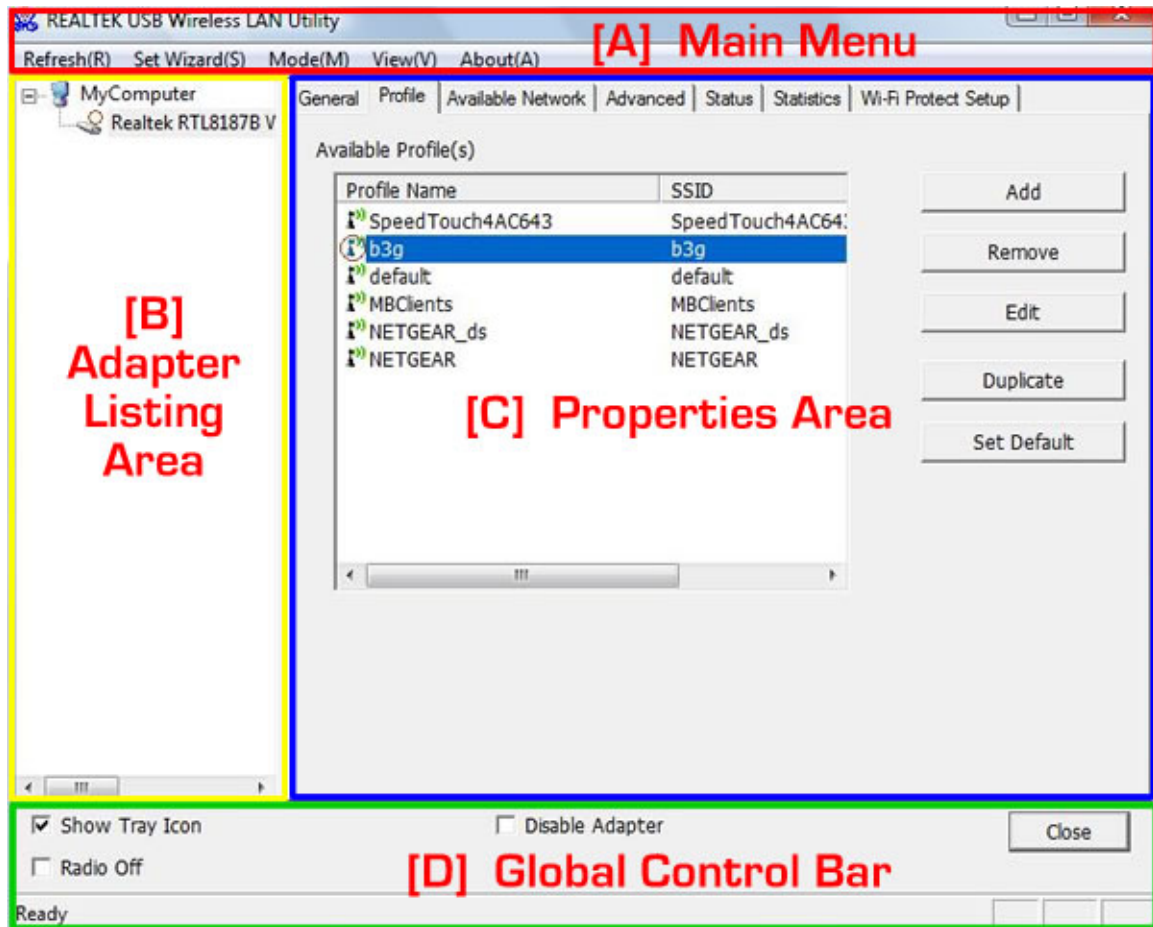 REALTEK USB Wireless LAN Utility
[A] Main Menu
Refresh(R) Set Wizard(S) Mode(M) View(V) About(A)
MyComputer
Realtek RTL8187B V
[B]
Adapter
Listing
Area
General Profile Available Network Advanced Status Statistics Wi-Fi Protect Setup
Available Profile(s)
Profile Name SSID
SpeedTouch4AC643 SpeedTouch4AC64
b3g b3g
default default
MBClients MBClients
NETGEAR_ds NETGEAR_ds
NETGEAR NETGEAR
[C] Properties Area
Add
Remove
Edit
Duplicate
Set Default
Show Tray Icon Disable Adapter Close
Radio Off
[D] Global Control Bar
Ready